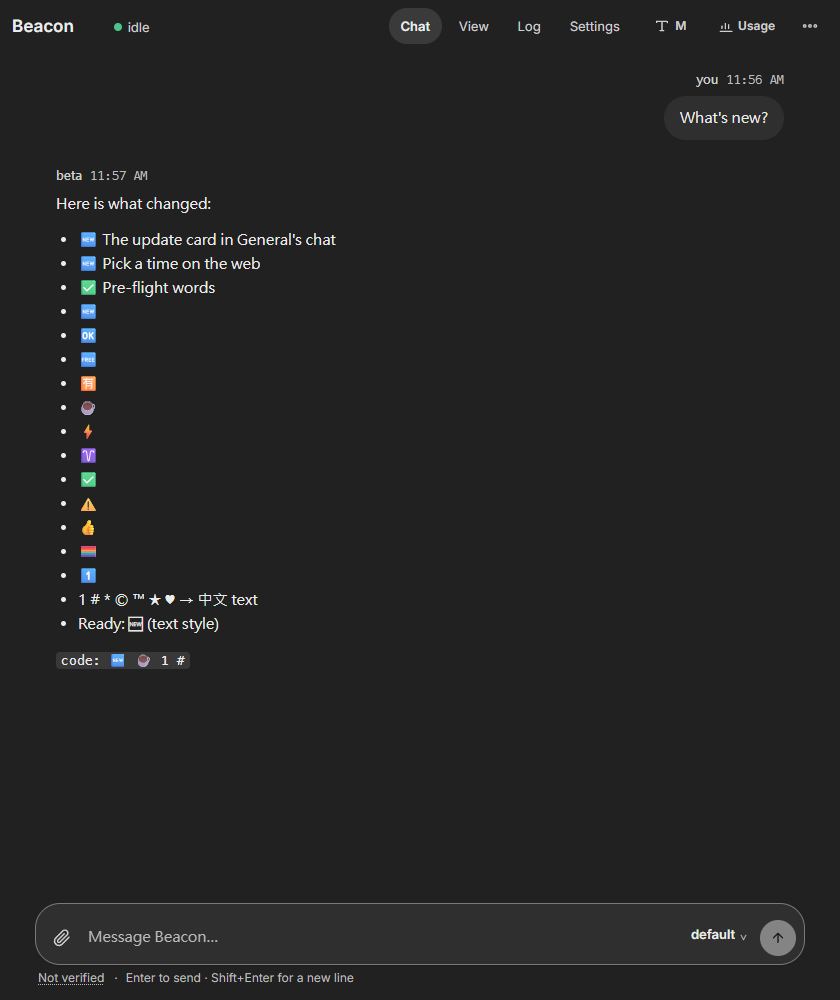 Beacon
idle
Chat
View
Log
Settings
M
Usage
you 11:56 AM
What's new?
beta 11:57 AM
Here is what changed:
• 🆕 The update card in General's chat
• 🆕 Pick a time on the web
• ✅ Pre-flight words
• 🆕
• 🆗
• 🆓
• 🈶
• ☕
• ⚡
• ♈
• ✅
• ⚠️
• 👍
• 🏳️‍🌈
• 1️⃣
• 1 # * © ™ ★ ♥ → 中文 text
• Ready: 🆕︎ (text style)
code: 🆕 ☕ 1 #
Message Beacon...
default
Not verified · Enter to send · Shift+Enter for a new line